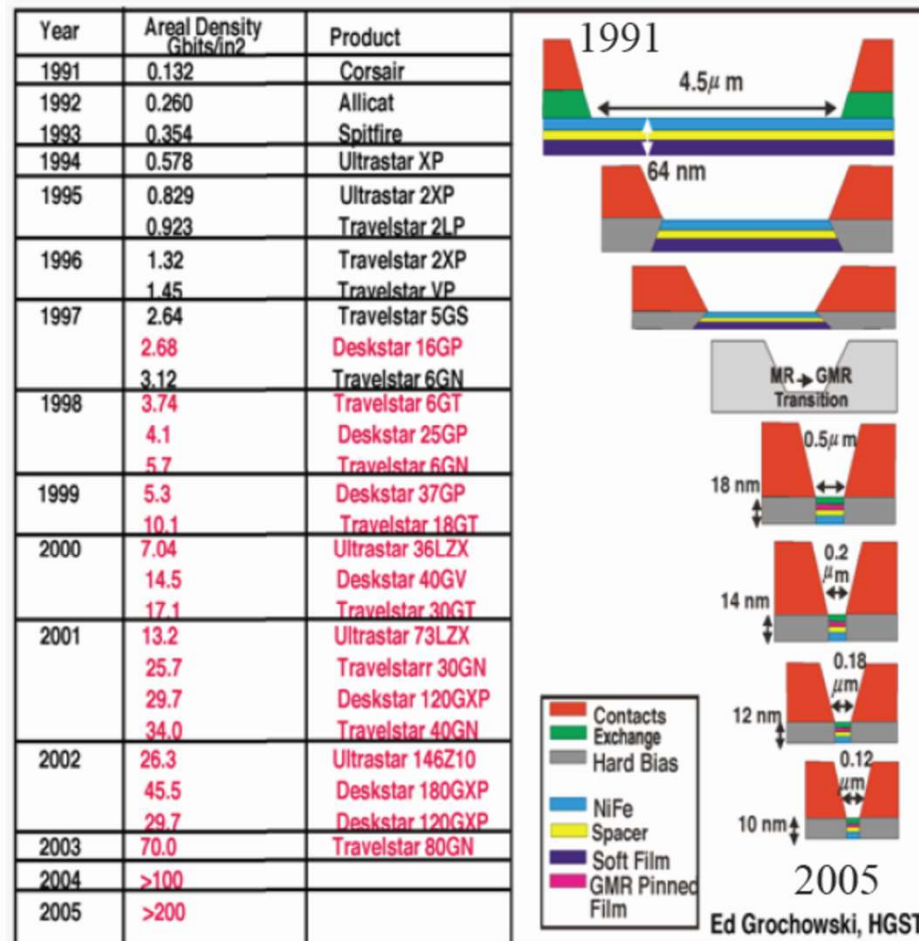 Year Areal Density Gbits/in2 Product
1991 0.132 Corsair
1992 0.260 Allicat
1993 0.354 Spitfire
1994 0.578 Ultrastar XP
1995 0.829 Ultrastar 2XP
0.923 Travelstar 2LP
1996 1.32 Travelstar 2XP
1.45 Travelstar VP
1997 2.64 Travelstar 5GS
2.68 Deskstar 16GP
3.12 Travelstar 6GN
1998 3.74 Travelstar 6GT
4.1 Deskstar 25GP
5.7 Travelstar 6GN
1999 5.3 Deskstar 37GP
10.1 Travelstar 18GT
2000 7.04 Ultrastar 36LZX
14.5 Deskstar 40GV
17.1 Travelstar 30GT
2001 13.2 Ultrastar 73LZX
25.7 Travelstarr 30GN
29.7 Deskstar 120GXP
34.0 Travelstar 40GN
2002 26.3 Ultrastar 146Z10
45.5 Deskstar 180GXP
29.7 Deskstar 120GXP
2003 70.0 Travelstar 80GN
2004 >100
2005 >200
1991
4.5μm
64 nm
MR → GMR
Transition
0.5μm
18 nm
0.2
μm
14 nm
0.18
μm
12 nm
0.12
μm
10 nm
Contacts
Exchange
Hard Bias
NiFe
Spacer
Soft Film
GMR Pinned
Film
2005
Ed Grochowski, HGST